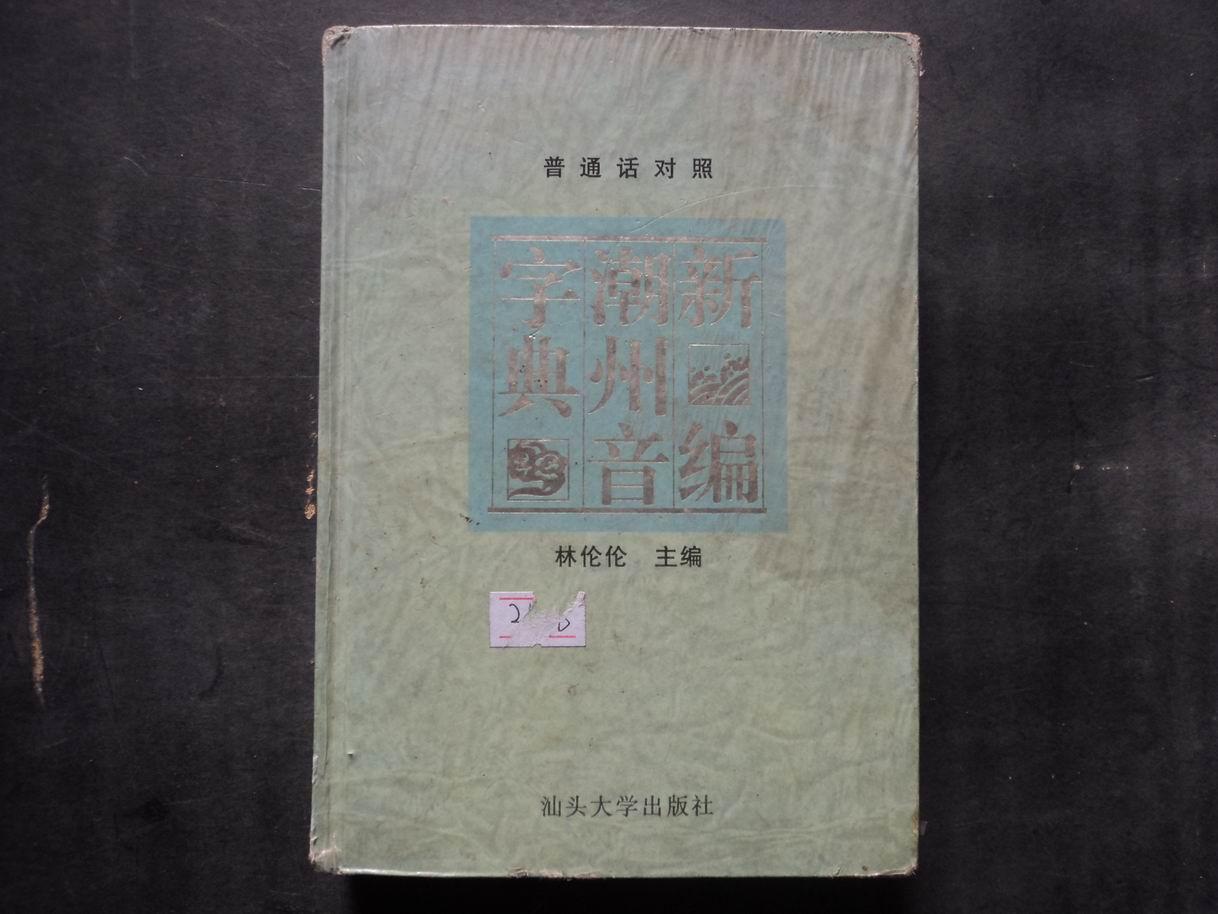 普通话对照
新编
潮州音
字典
林伦伦 主编
汕头大学出版社